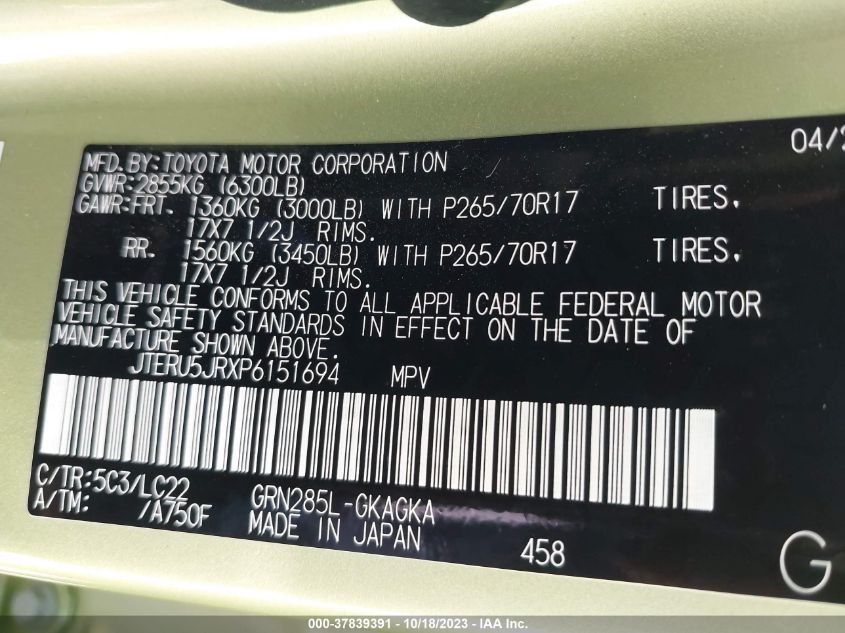 04/2
MFD.BY:TOYOTA MOTOR CORPORATION
GVWR:2855KG (6300LB)
GAWR:FRT. 1360KG (3000LB) WITH P265/70R17 TIRES.
17X7 1/2J RIMS.
RR. 1560KG (3450LB) WITH P265/70R17 TIRES.
17X7 1/2J RIMS.
THIS VEHICLE CONFORMS TO ALL APPLICABLE FEDERAL MOTOR
VEHICLE SAFETY STANDARDS IN EFFECT ON THE DATE OF
MANUFACTURE SHOWN ABOVE.
JTERU5JRXP6151694 MPV
C/TR:5C3/LC22
A/TM: /A750F GRN285L-GKAGKA
MADE IN JAPAN 458 G
000-37839391 - 10/18/2023 - IAA Inc.